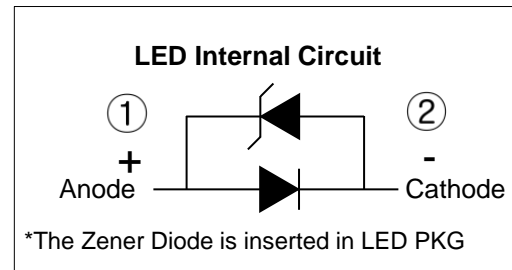 LED Internal Circuit
① ②
+ -
Anode Cathode
*The Zener Diode is inserted in LED PKG